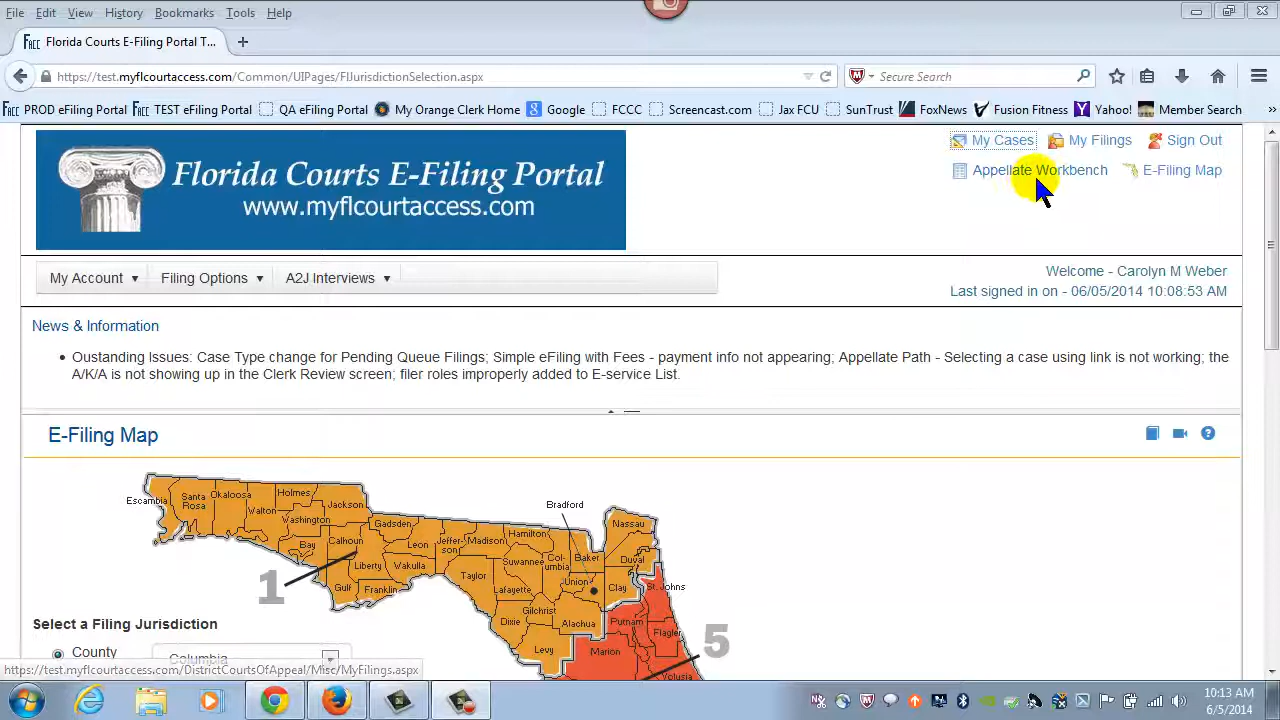 File Edit View History Bookmarks Tools Help
FACC Florida Courts E-Filing Portal T... +
https://test.myflcourtaccess.com/Common/UIPages/FIJurisdictionSelection.aspx Secure Search
PROD eFiling Portal TEST eFiling Portal QA eFiling Portal My Orange Clerk Home Google FCCC Screencast.com Jax FCU SunTrust FoxNews Fusion Fitness Yahoo! Member Search »
Florida Courts E-Filing Portal
www.myflcourtaccess.com
My Cases My Filings Sign Out
Appellate Workbench E-Filing Map
My Account Filing Options A2J Interviews
Welcome - Carolyn M Weber
Last signed in on - 06/05/2014 10:08:53 AM
News & Information
• Oustanding Issues: Case Type change for Pending Queue Filings; Simple eFiling with Fees - payment info not appearing; Appellate Path - Selecting a case using link is not working; the
A/K/A is not showing up in the Clerk Review screen; filer roles improperly added to E-service List.
E-Filing Map
Escambia
Santa
Rosa
Okaloosa
Walton
Holmes
Washington
Jackson
Bay
Calhoun
Gulf
Liberty
Gadsden
Franklin
Leon
Wakulla
Jeffer-
son
Madison
Taylor
Hamilton
Suwannee
Lafayette
Dixie
Col-
umbia
Gilchrist
Levy
Bradford
Baker
Union
Alachua
Nassau
Duval
Clay
St. Johns
Putnam
Flagler
Marion
Volusia
1
5
Select a Filing Jurisdiction
County Columbia
https://test.myflcourtaccess.com/DistrictCourtsOfAppeal/Misc/MyFilings.aspx
10:13 AM
6/5/2014